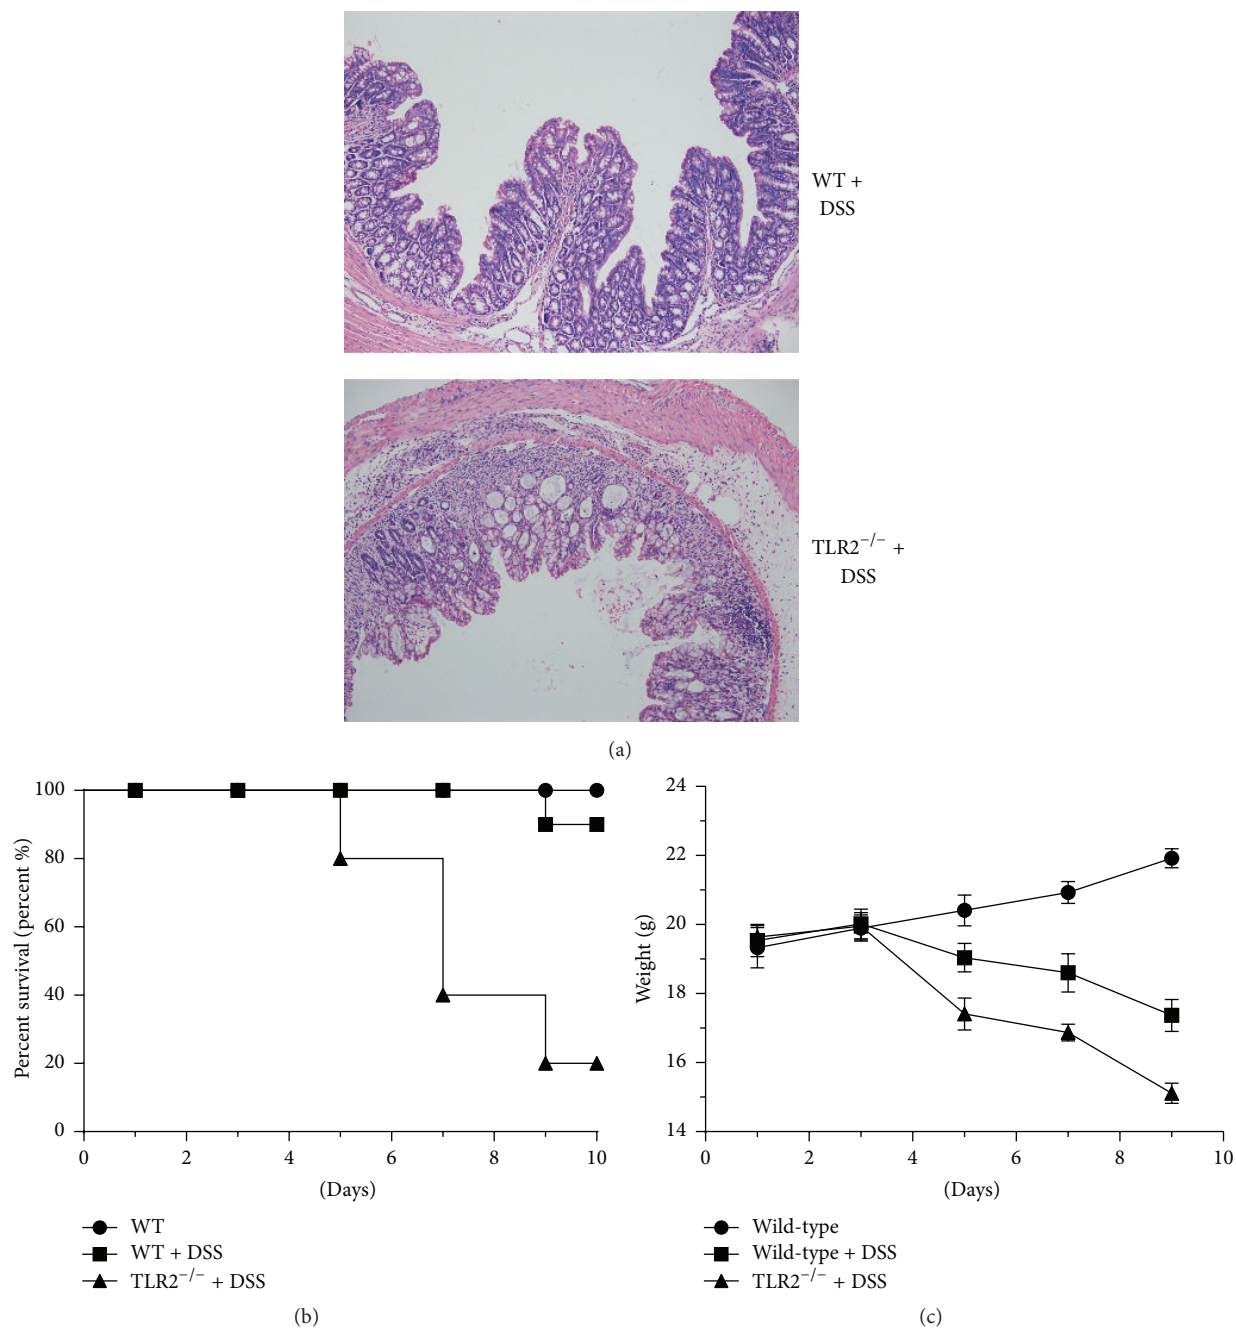 WT +
DSS
TLR2−/− +
DSS
(a)
100
80
60
40
20
0
Percent survival (percent %)
0 2 4 6 8 10
(Days)
WT
WT + DSS
TLR2−/− + DSS
(b)
24
22
20
18
16
14
Weight (g)
0 2 4 6 8 10
(Days)
Wild-type
Wild-type + DSS
TLR2−/− + DSS
(c)